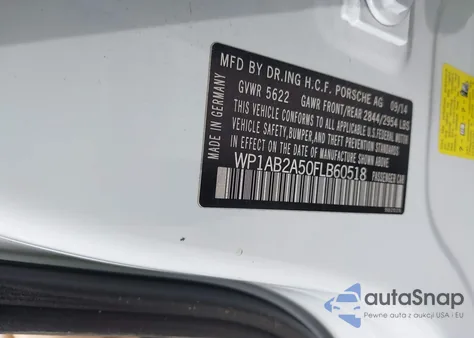 MFD BY DR.ING H.C.F. PORSCHE AG 09/14
GVWR 5622 GAWR FRONT/REAR 2844/2954 LBS
THIS VEHICLE CONFORMS TO ALL APPLICABLE U.S.FEDERAL
MOTOR VEHICLE SAFETY, BUMPER, AND THEFT PREVENTION
STANDARDS IN EFFECT ON THE DATE OF MANUFACTURE SHOWN ABOVE.
WP1AB2A50FLB60518 PASSENGER CAR
MADE IN GERMANY
autoSnap
Pewne auta z aukcji USA i EU